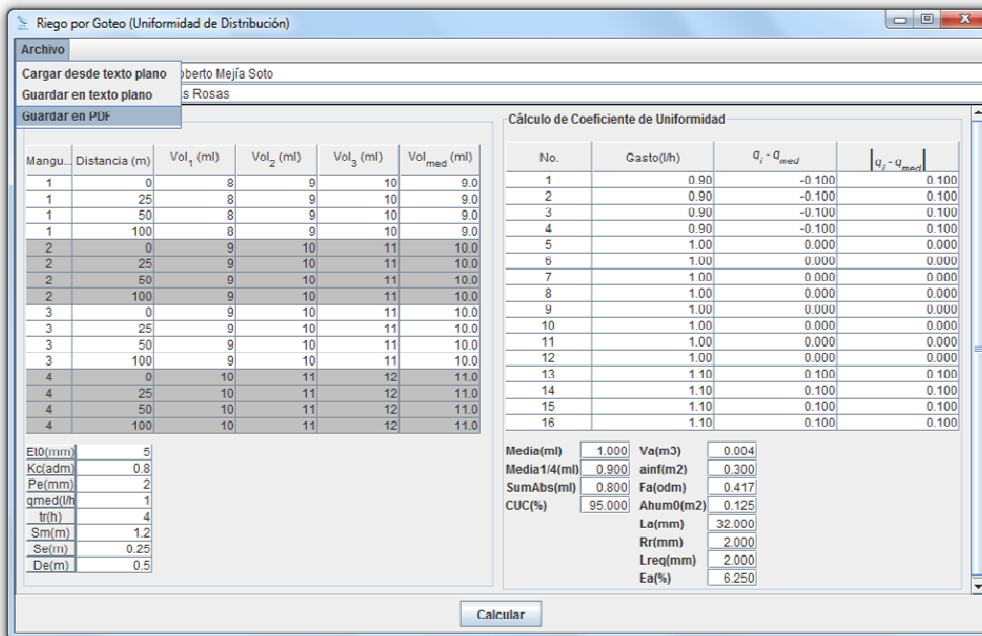 Riego por Goteo (Uniformidad de Distribución)
Archivo
Cargar desde texto plano
Guardar en texto plano
Guardar en PDF
oberto Mejía Soto
s Rosas
Mangu... Distancia (m) Vol1 (ml) Vol2 (ml) Vol3 (ml) Volmed (ml)
1 0 8 9 10 9.0
1 25 8 9 10 9.0
1 50 8 9 10 9.0
1 100 8 9 10 9.0
2 0 9 10 11 10.0
2 25 9 10 11 10.0
2 50 9 10 11 10.0
2 100 9 10 11 10.0
3 0 9 10 11 10.0
3 25 9 10 11 10.0
3 50 9 10 11 10.0
3 100 9 10 11 10.0
4 0 10 11 12 11.0
4 25 10 11 12 11.0
4 50 10 11 12 11.0
4 100 10 11 12 11.0
Et0(mm) 5
Kc(adm) 0.8
Pe(mm) 2
qmed(l/h 1
tr(h) 4
Sm(m) 1.2
Se(m) 0.25
De(m) 0.5
Cálculo de Coeficiente de Uniformidad
No. Gasto(l/h) qi - qmed |qi - qmed|
1 0.90 -0.100 0.100
2 0.90 -0.100 0.100
3 0.90 -0.100 0.100
4 0.90 -0.100 0.100
5 1.00 0.000 0.000
6 1.00 0.000 0.000
7 1.00 0.000 0.000
8 1.00 0.000 0.000
9 1.00 0.000 0.000
10 1.00 0.000 0.000
11 1.00 0.000 0.000
12 1.00 0.000 0.000
13 1.10 0.100 0.100
14 1.10 0.100 0.100
15 1.10 0.100 0.100
16 1.10 0.100 0.100
Media(ml) 1.000 Va(m3) 0.004
Media1/4(ml) 0.900 ainf(m2) 0.300
SumAbs(ml) 0.800 Fa(odm) 0.417
CUC(%) 95.000 Ahum0(m2) 0.125
La(mm) 32.000
Rr(mm) 2.000
Lreq(mm) 2.000
Ea(%) 6.250
Calcular